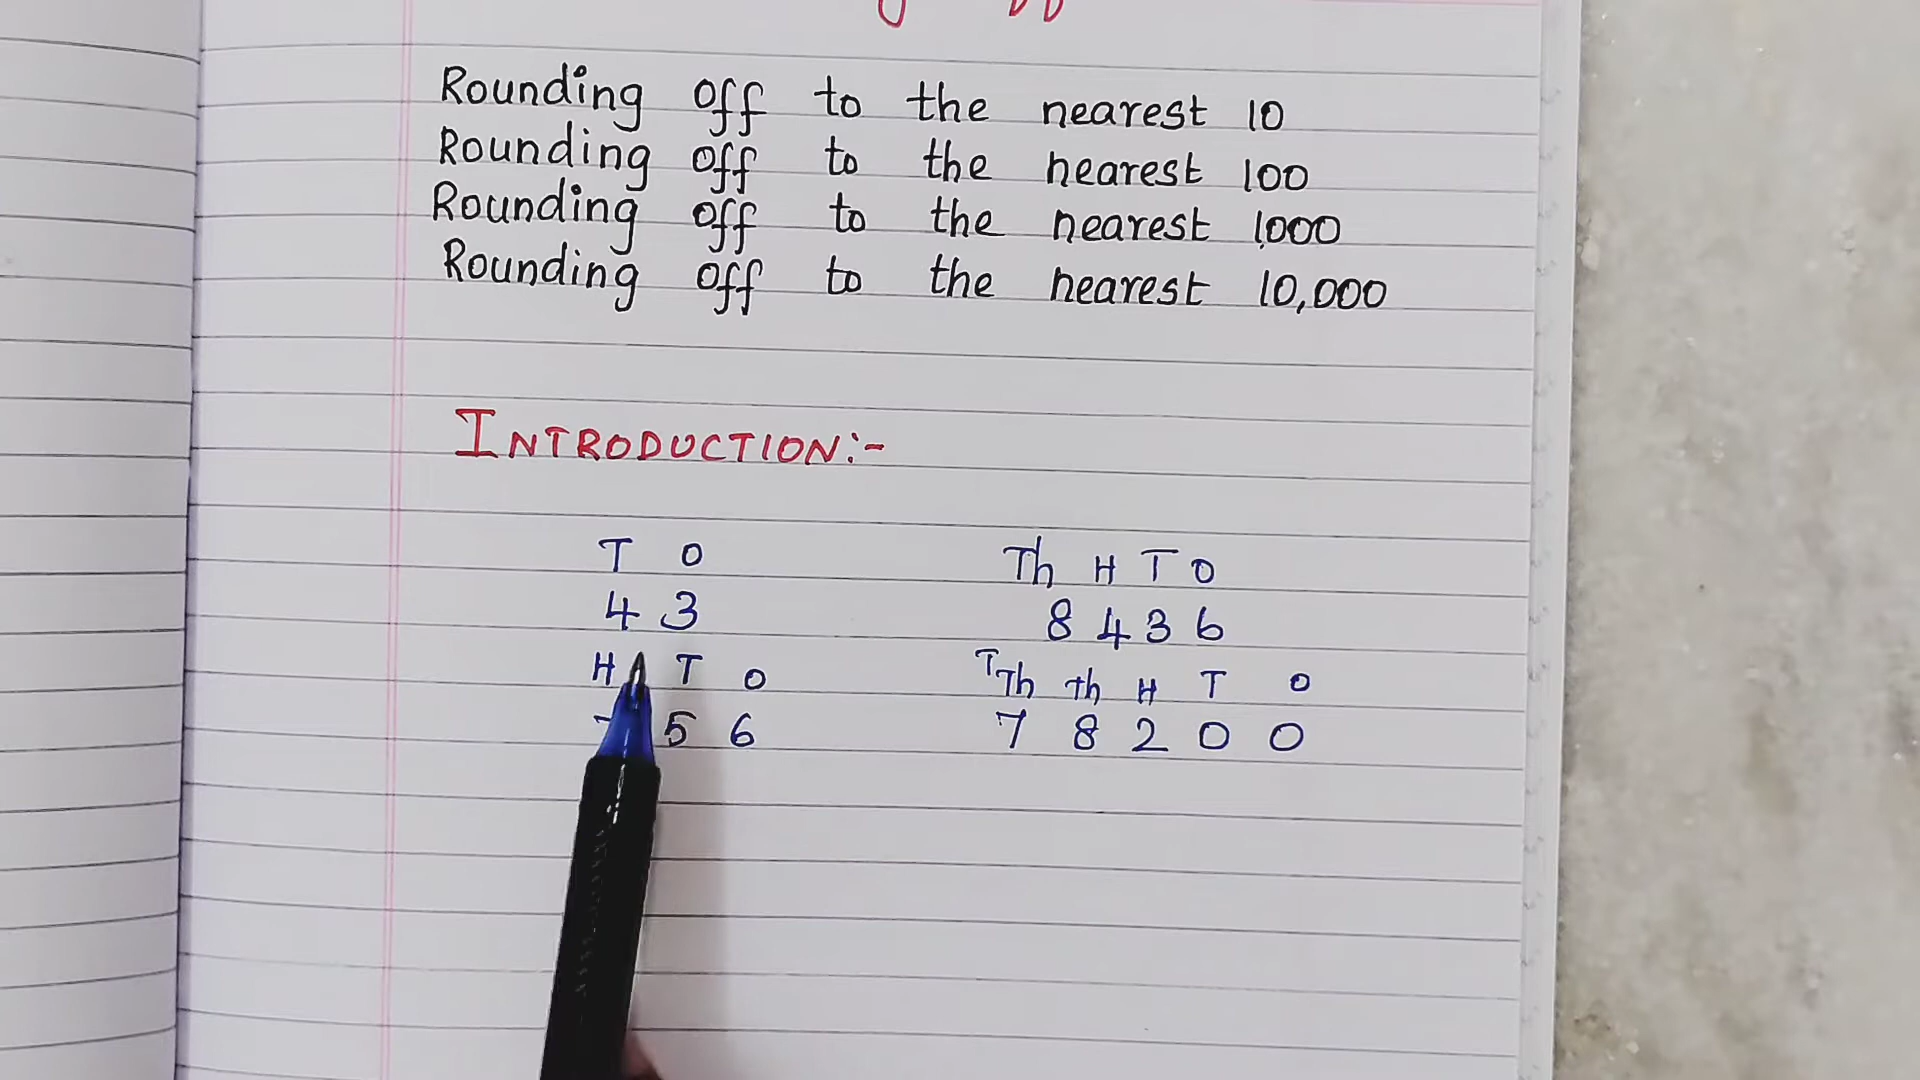 Rounding off to the nearest 10
Rounding off to the nearest 100
Rounding off to the nearest 1000
Rounding off to the nearest 10,000
INTRODUCTION:-
T O
4 3
H T O
5 6
Th H T O
8 4 3 6
TTh th H T O
7 8 2 0 0